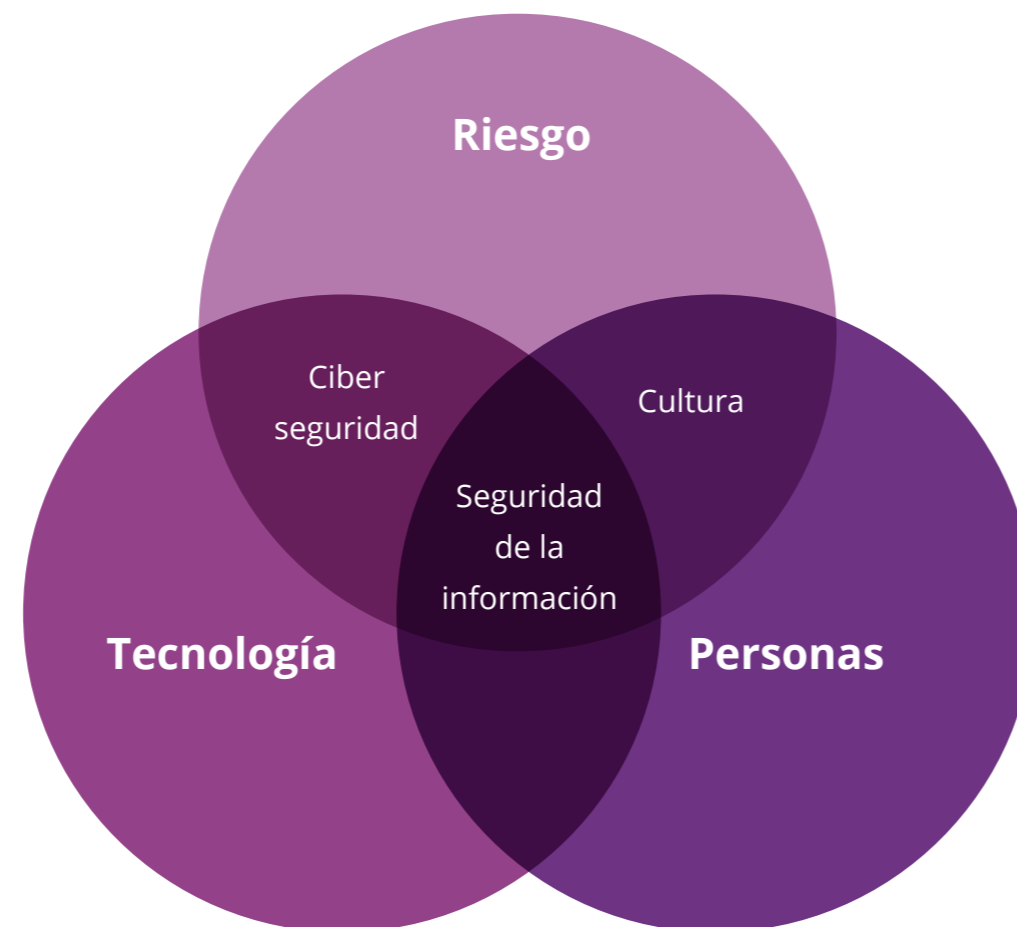 Riesgo
Ciber
seguridad
Cultura
Seguridad
de la
información
Tecnología
Personas